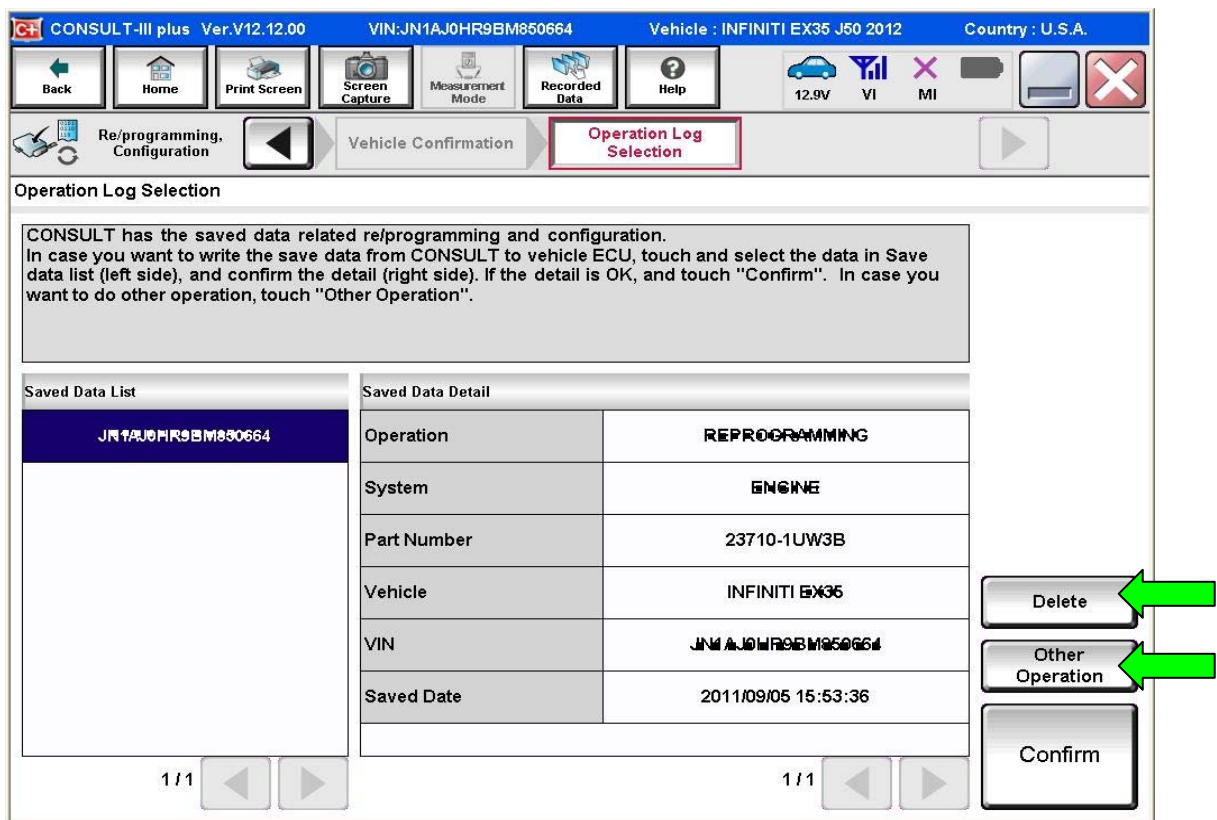 C+ CONSULT-III plus Ver.V12.12.00 VIN:JN1AJ0HR9BM850664 Vehicle : INFINITI EX35 J50 2012 Country : U.S.A.
Back Home Print Screen Screen Capture Measurement Mode Recorded Data Help 12.9V VI MI
Re/programming, Configuration Vehicle Confirmation Operation Log Selection
Operation Log Selection
CONSULT has the saved data related re/programming and configuration.
In case you want to write the save data from CONSULT to vehicle ECU, touch and select the data in Save
data list (left side), and confirm the detail (right side). If the detail is OK, and touch "Confirm". In case you
want to do other operation, touch "Other Operation".
Saved Data List Saved Data Detail
JN1AJ0HR9BM850664 Operation REPROGRAMMING
System ENGINE
Part Number 23710-1UW3B
Vehicle INFINITI EX35
Delete
VIN JN1AJ0HR9BM850664
Other
Operation
Saved Date 2011/09/05 15:53:36
Confirm
1/1 1/1